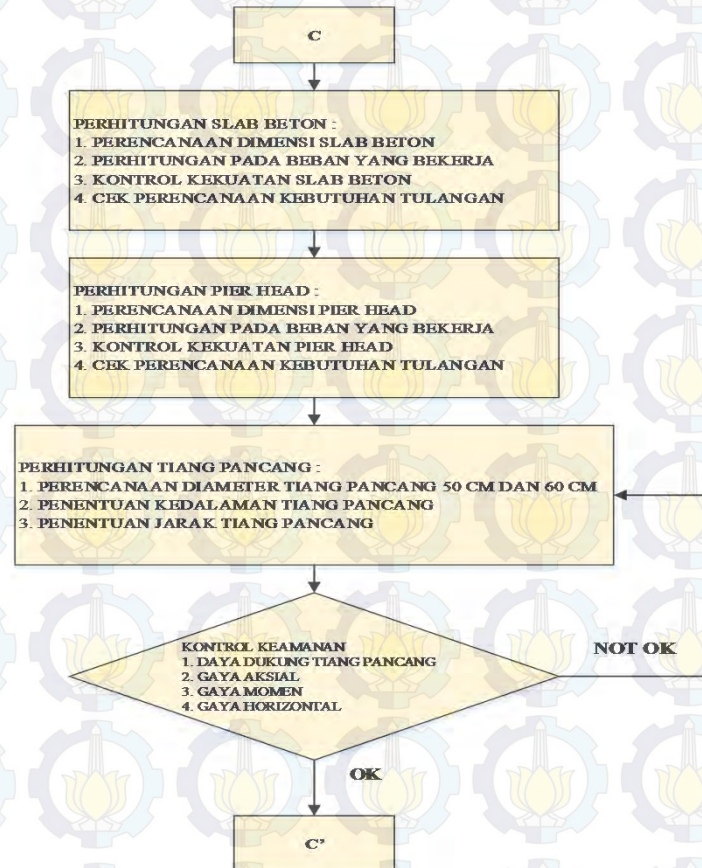 C
PERHITUNGAN SLAB BETON :
1. PERENCANAAN DIMENSI SLAB BETON
2. PERHITUNGAN PADA BEBAN YANG BEKERJA
3. KONTROL KEKUATAN SLAB BETON
4. CEK PERENCANAAN KEBUTUHAN TULANGAN
PERHITUNGAN PIER HEAD :
1. PERENCANAAN DIMENSI PIER HEAD
2. PERHITUNGAN PADA BEBAN YANG BEKERJA
3. KONTROL KEKUATAN PIER HEAD
4. CEK PERENCANAAN KEBUTUHAN TULANGAN
PERHITUNGAN TIANG PANCANG :
1. PERENCANAAN DIAMETER TIANG PANCANG 50 CM DAN 60 CM
2. PENENTUAN KEDALAMAN TIANG PANCANG
3. PENENTUAN JARAK TIANG PANCANG
KONTROL KEAMANAN
1. DAYA DUKUNG TIANG PANCANG
2. GAYA AKSIAL
3. GAYA MOMEN
4. GAYA HORIZONTAL
NOT OK
OK
C’